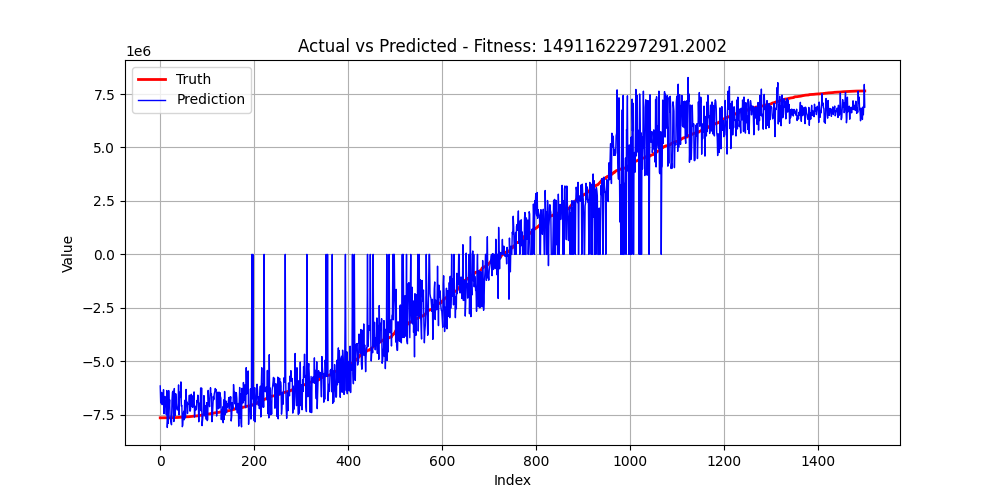 Actual vs Predicted - Fitness: 1491162297291.2002
1e6
Truth
Prediction
7.5
5.0
2.5
0.0
−2.5
−5.0
−7.5
Value
0 200 400 600 800 1000 1200 1400
Index